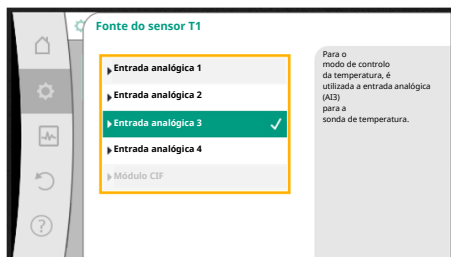 Fonte do sensor T1
Entrada analógica 1
Entrada analógica 2
Entrada analógica 3
Entrada analógica 4
Módulo CIF
Para o
modo de controlo
da temperatura, é
utilizada a entrada analógica
(AI3)
para a
sonda de temperatura.
?